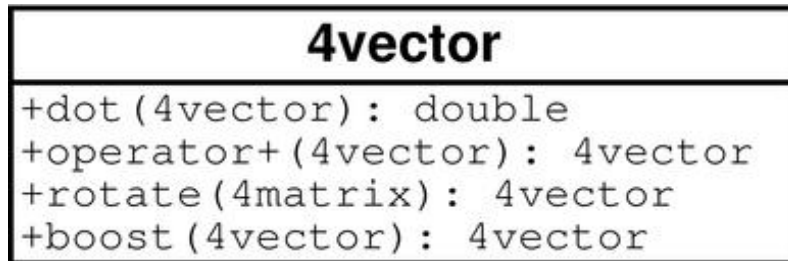 4vector
+dot(4vector): double
+operator+(4vector): 4vector
+rotate(4matrix): 4vector
+boost(4vector): 4vector